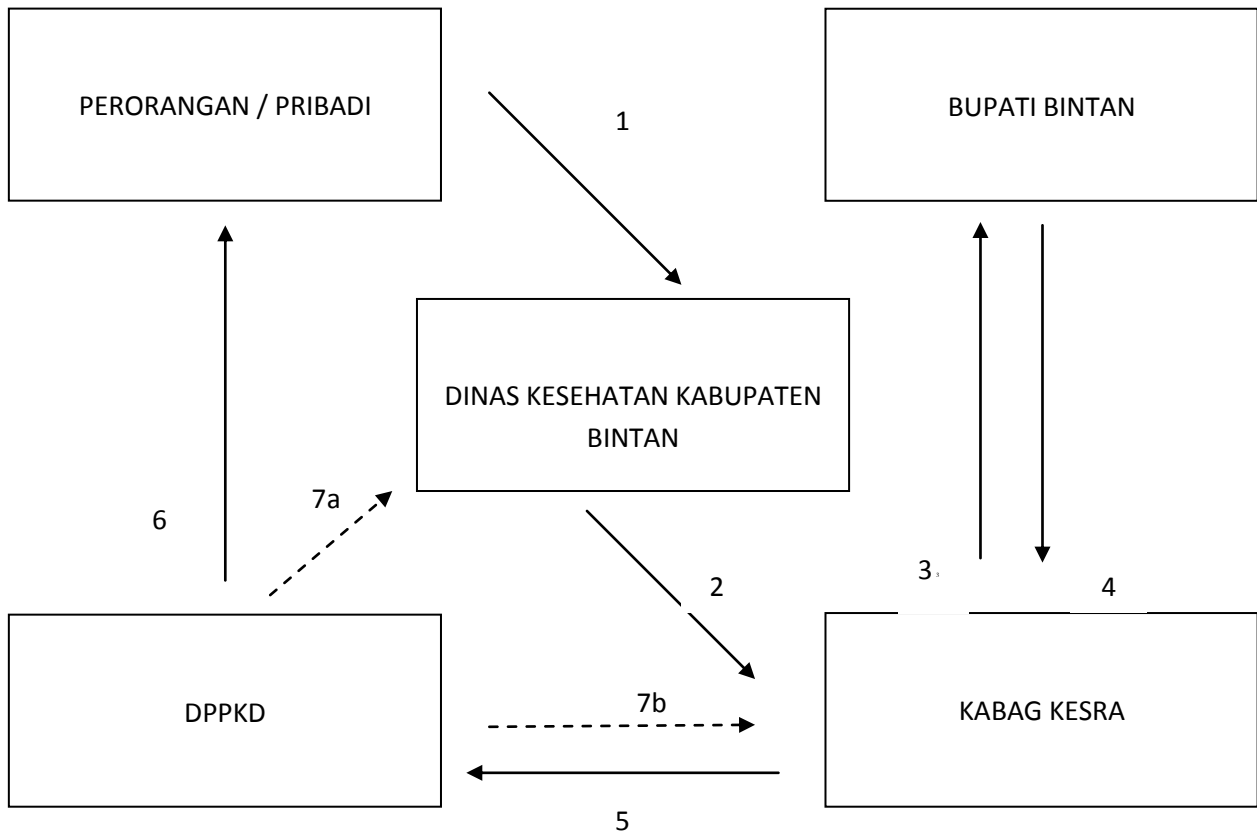 PERORANGAN / PRIBADI
BUPATI BINTAN
1
DINAS KESEHATAN KABUPATEN
BINTAN
7a
6
2
3
4
DPPKD
7b
KABAG KESRA
5